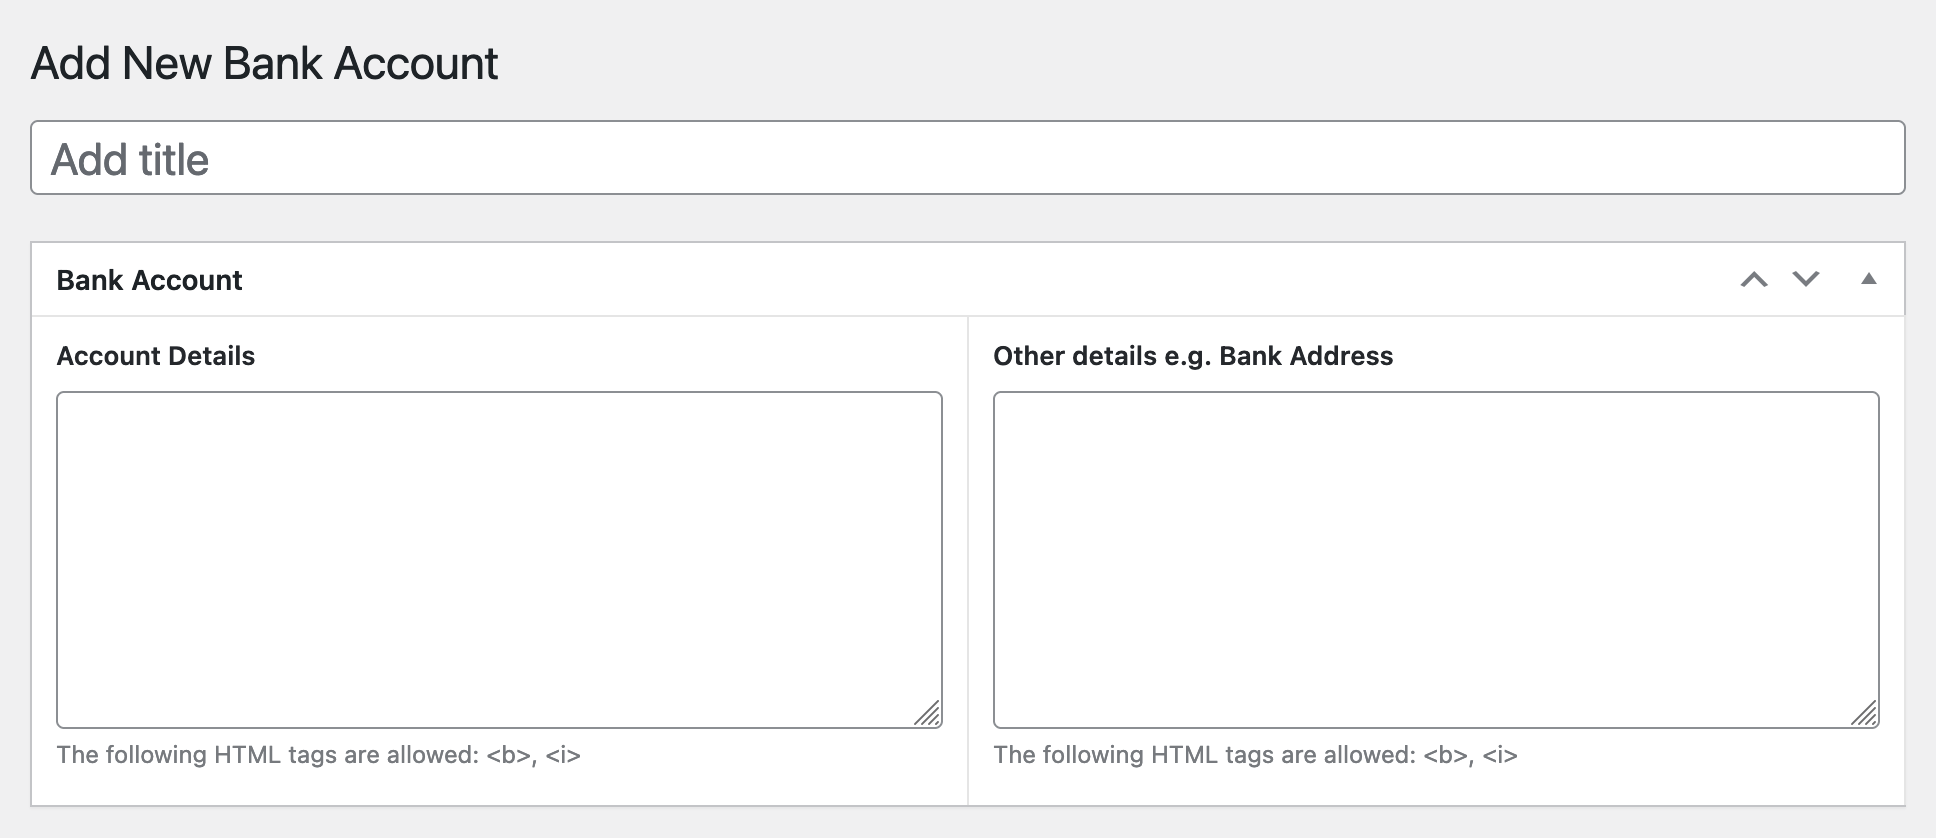 Add New Bank Account
Add title
Bank Account
Account Details
Other details e.g. Bank Address
The following HTML tags are allowed: <b>, <i>
The following HTML tags are allowed: <b>, <i>